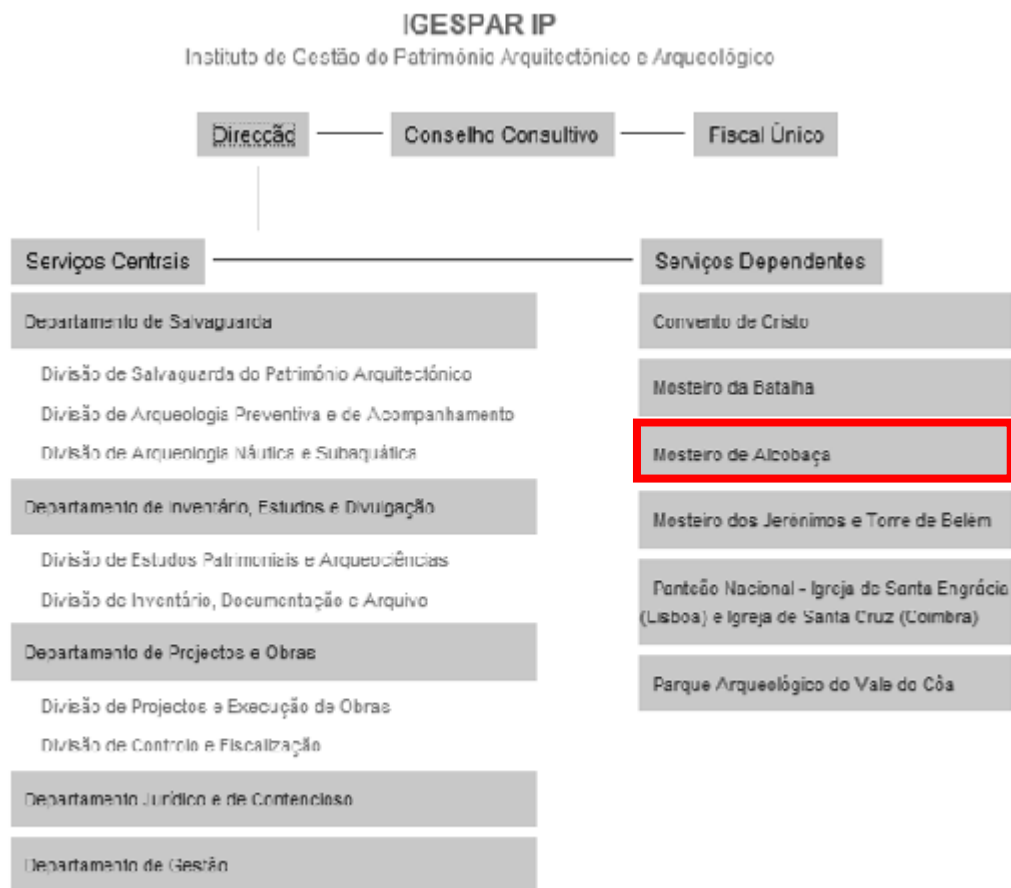 IGESPAR IP
Instituto de Gestão do Património Arquitectónico e Arqueológico
Direcção
Conselho Consultivo
Fiscal Único
Serviços Centrais
Departamento de Salvaguarda
Divisão de Salvaguarda do Património Arquitectónico
Divisão de Arqueologia Preventiva e de Acompanhamento
Divisão de Arqueologia Náutica e Subaquática
Departamento de Inventário, Estudos e Divulgação
Divisão de Estudos Patrimoniais e Arqueociências
Divisão de Inventário, Documentação e Arquivo
Departamento de Projectos e Obras
Divisão de Projectos e Execução de Obras
Divisão de Controlo e Fiscalização
Departamento Jurídico e de Contencioso
Departamento de Gestão
Serviços Dependentes
Convento de Cristo
Mosteiro da Batalha
Mosteiro de Alcobaça
Mosteiro dos Jerónimos e Torre de Belém
Panteão Nacional - Igreja de Santa Engrácia
(Lisboa) e Igreja de Santa Cruz (Coimbra)
Parque Arqueológico do Vale do Côa